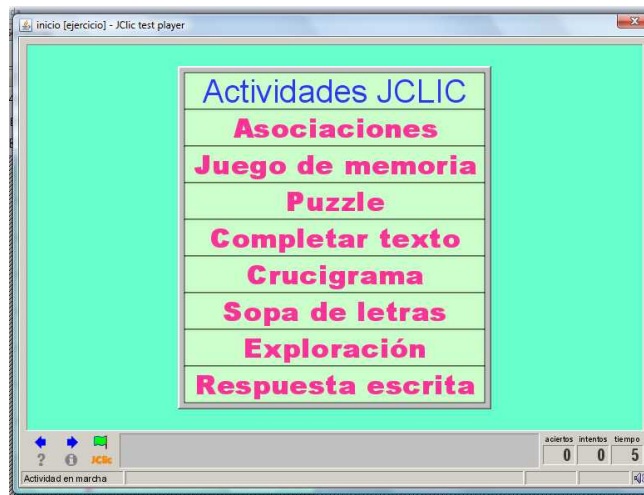 inicio [ejercicio] - JClic test player
Actividades JCLIC
Asociaciones
Juego de memoria
Puzzle
Completar texto
Crucigrama
Sopa de letras
Exploración
Respuesta escrita
aciertos intentos tiempo
0 0 5
JClic
Actividad en marcha